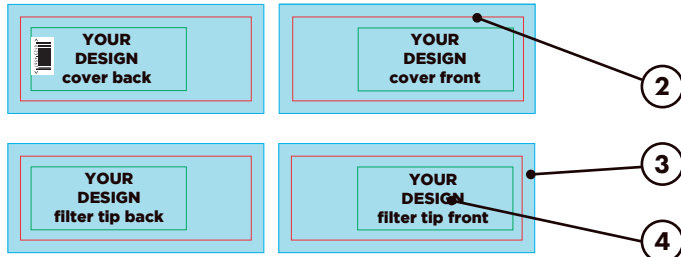 YOUR
DESIGN
cover back
YOUR
DESIGN
cover front
2
YOUR
DESIGN
filter tip back
YOUR
DESIGN
filter tip front
3
4